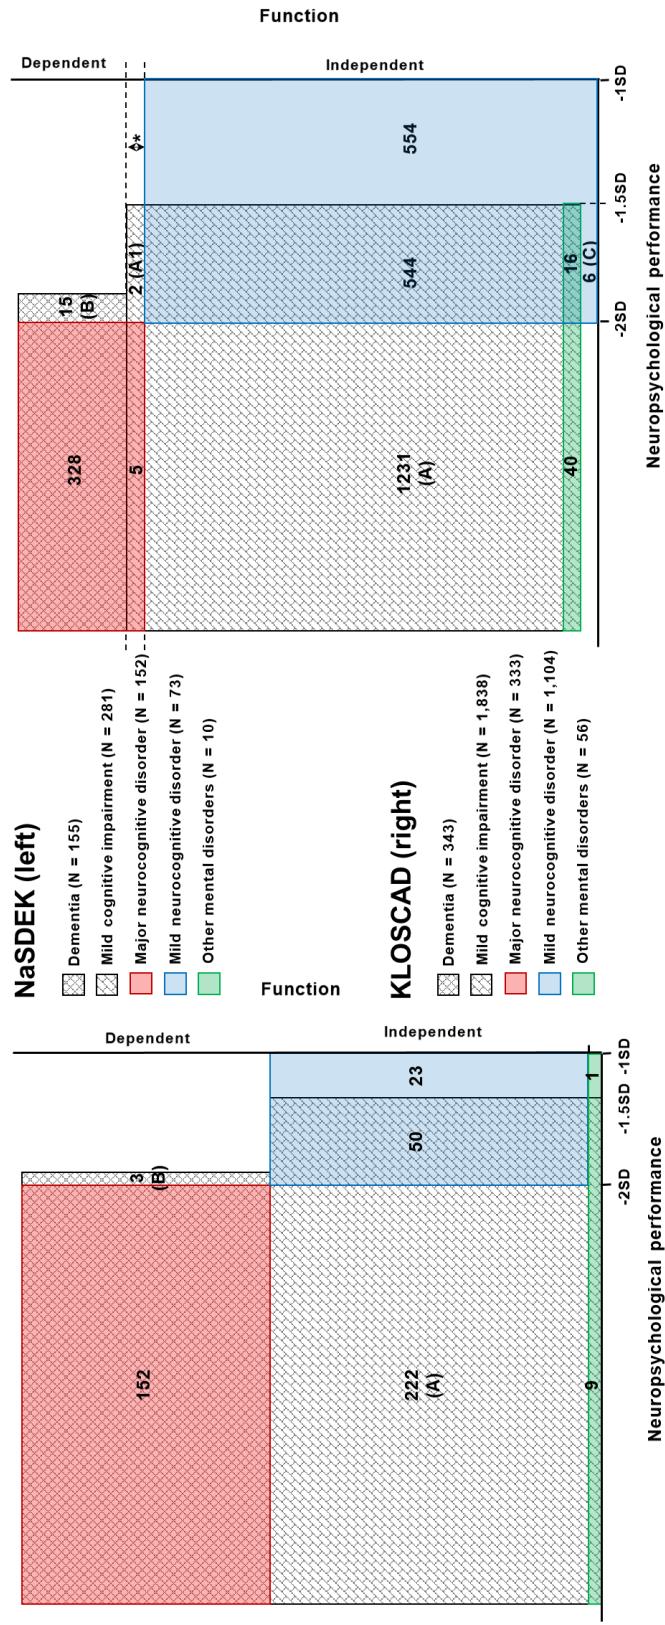 Function
Dependent
Independent
152
3
(B)
222
(A)
50
23
9
1
-2SD
-1.5SD
-1SD
Neuropsychological performance
NaSDEK (left)
Dementia (N = 155)
Mild cognitive impairment (N = 281)
Major neurocognitive disorder (N = 152)
Mild neurocognitive disorder (N = 73)
Other mental disorders (N = 10)
KLOSCAD (right)
Dementia (N = 343)
Mild cognitive impairment (N = 1,838)
Major neurocognitive disorder (N = 333)
Mild neurocognitive disorder (N = 1,104)
Other mental disorders (N = 56)
Function
Dependent
Independent
328
15
(B)
5
2 (A1)
*
1231
(A)
544
554
40
16
6 (C)
-2SD
-1.5SD
-1SD
Neuropsychological performance